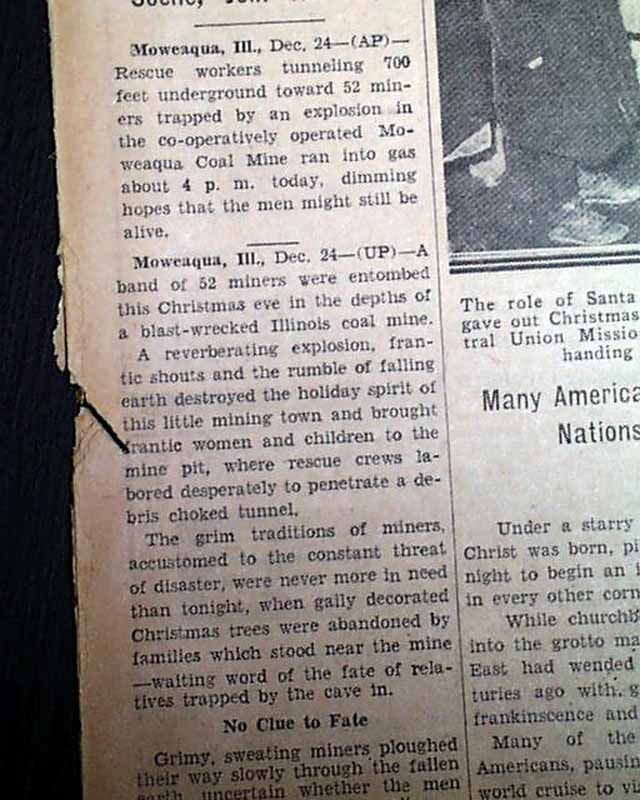 Moweaqua, Ill., Dec. 24—(AP)—
Rescue workers tunneling 700
feet underground toward 52 min-
ers trapped by an explosion in
the co-operatively operated Mo-
weaqua Coal Mine ran into gas
about 4 p. m. today, dimming
hopes that the men might still be
alive.
Moweaqua, Ill., Dec. 24—(UP)—A
band of 52 miners were entombed
this Christmas eve in the depths of
a blast-wrecked Illinois coal mine.
A reverberating explosion, fran-
tic shouts and the rumble of falling
earth destroyed the holiday spirit of
this little mining town and brought
frantic women and children to the
mine pit, where rescue crews la-
bored desperately to penetrate a de-
bris choked tunnel.
The grim traditions of miners,
accustomed to the constant threat
of disaster, were never more in need
than tonight, when gaily decorated
Christmas trees were abandoned by
families which stood near the mine
—waiting word of the fate of rela-
tives trapped by the cave in.
No Clue to Fate
Grimy, sweating miners ploughed
their way slowly through the fallen
earth uncertain whether the men
The role of Santa
gave out Christmas
tral Union Missio
handing
Many America
Nations
Under a starry
Christ was born, pi
night to begin an
in every other corn
While churchb
into the grotto ma
East had wended
turies ago with g
frankinscence and
Many of the
Americans, pausin
world cruise to vi